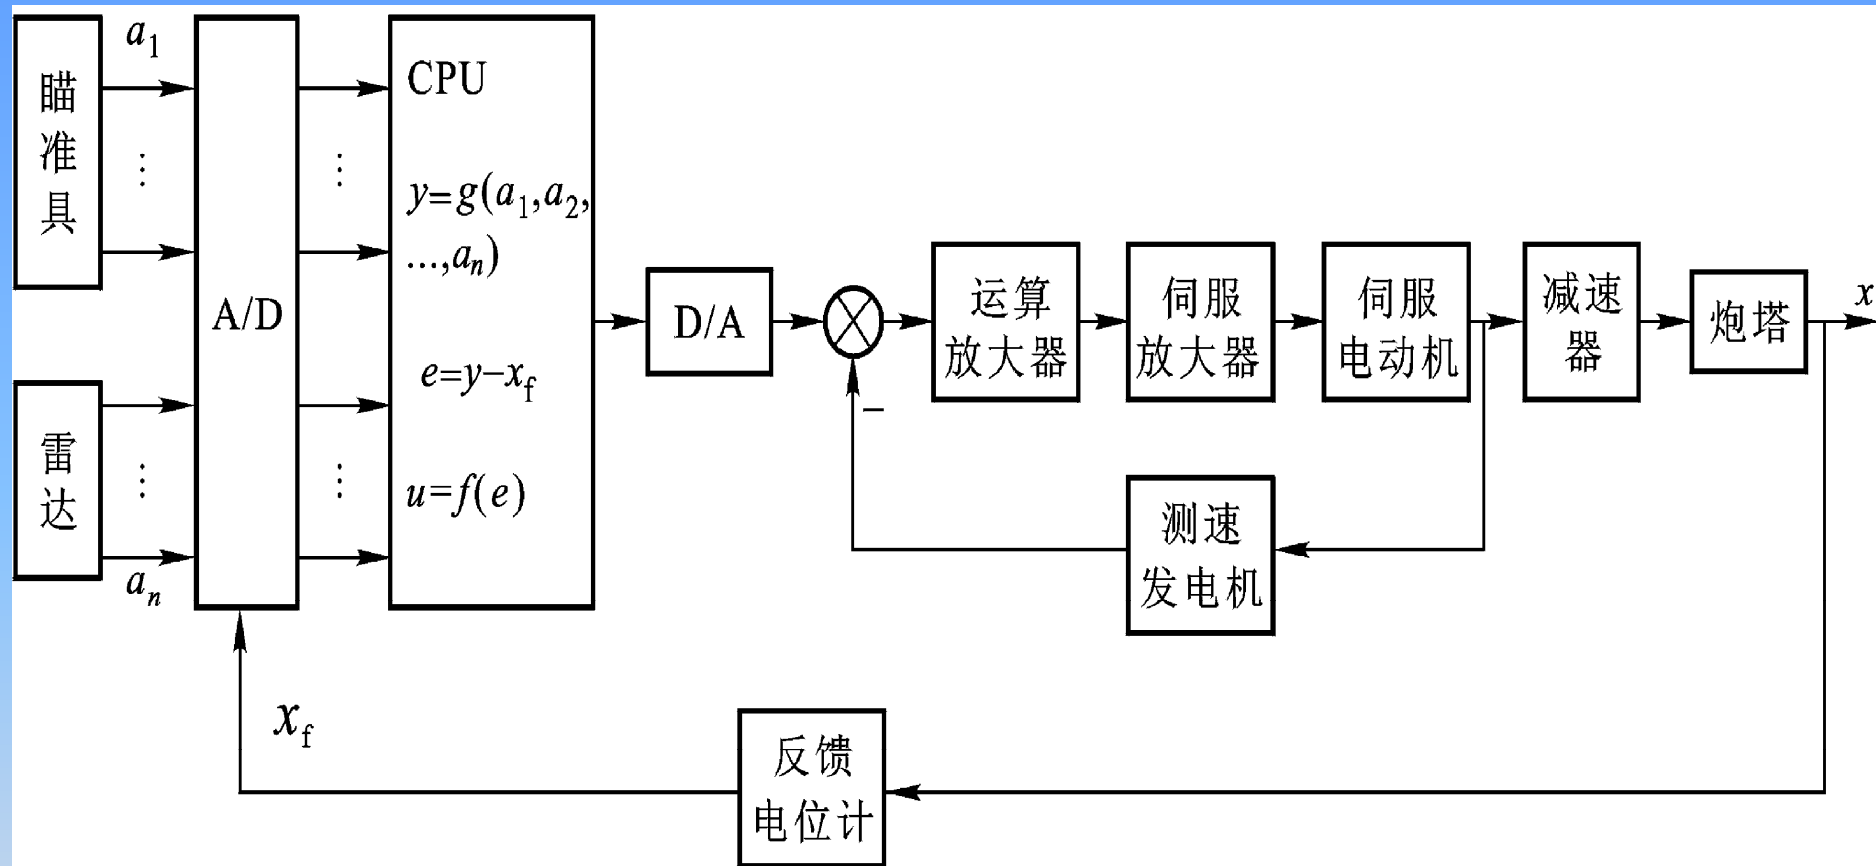 瞄准具
a₁
⋮
A/D
⋮
CPU
y=g(a₁,a₂,
...,aₙ)
e=y−x_f
u=f(e)
雷达
⋮
aₙ
⋮
D/A
运算
放大器
伺服
放大器
伺服
电动机
减速
器
炮塔
x
−
测速
发电机
x_f
反馈
电位计